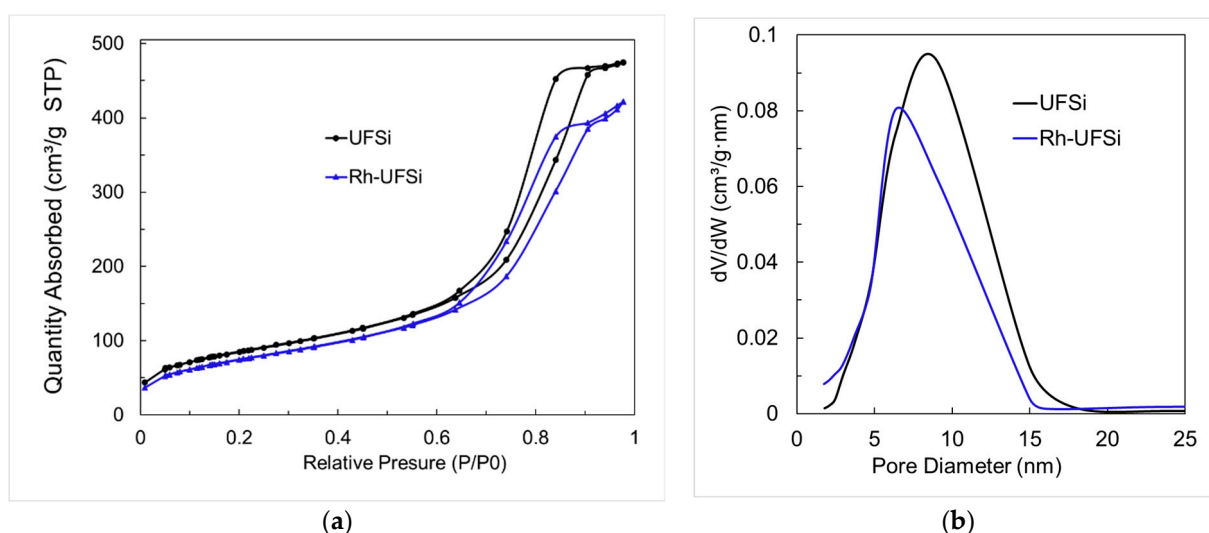 500
400
300
200
100
0
Quantity Absorbed (cm³/g STP)
UFSi
Rh-UFSi
0
0.2
0.4
0.6
0.8
1
Relative Presure (P/P0)
(a)
0.1
0.08
0.06
0.04
0.02
0
dV/dW (cm³/g·nm)
UFSi
Rh-UFSi
0
5
10
15
20
25
Pore Diameter (nm)
(b)